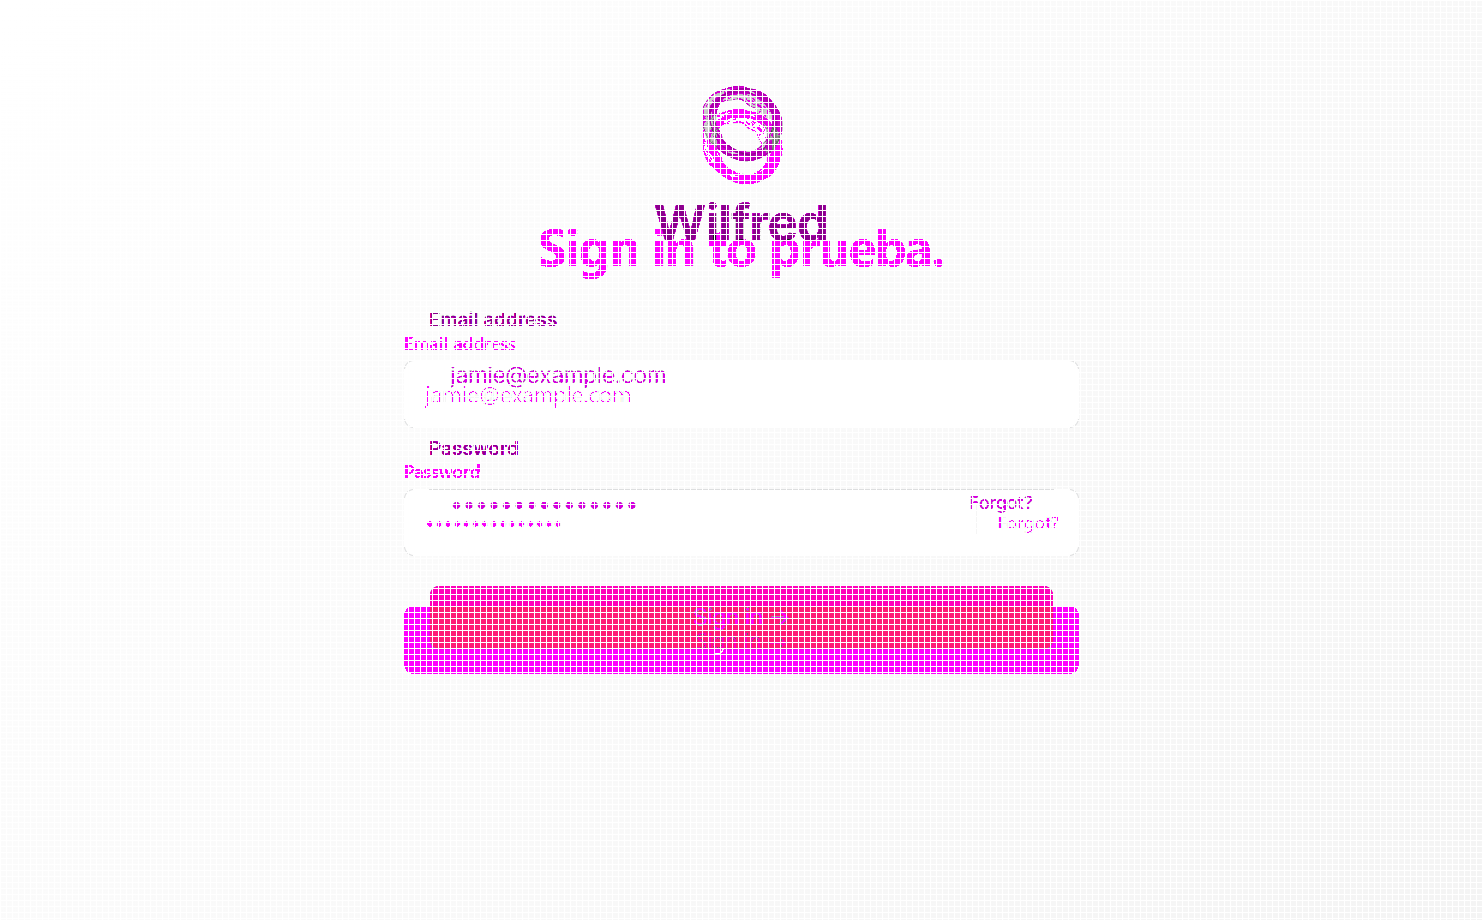 Wilfred
Sign in to prueba.
Email address
Email address
jamie@example.com
jamie@example.com
Password
Password
Forgot?
Forgot?